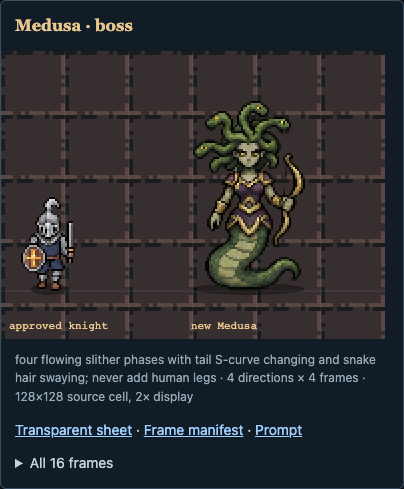 Medusa · boss
approved knight
new Medusa
four flowing slither phases with tail S-curve changing and snake
hair swaying; never add human legs · 4 directions × 4 frames ·
128×128 source cell, 2× display
Transparent sheet · Frame manifest · Prompt
▶ All 16 frames